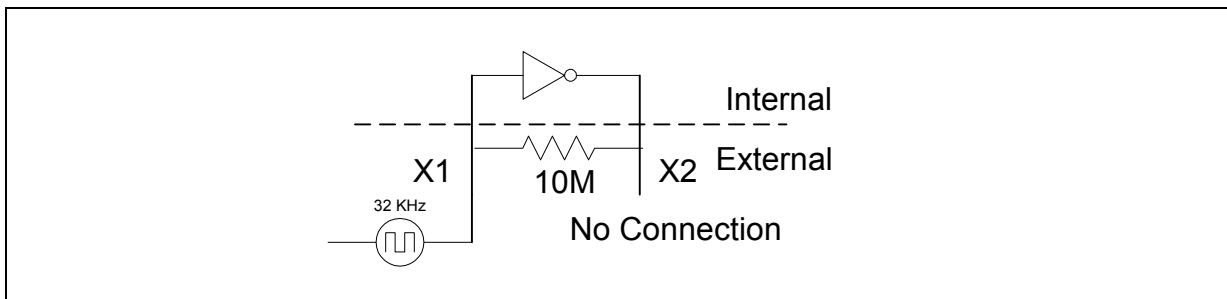 Internal
External
X1
10M
X2
32 KHz
No Connection